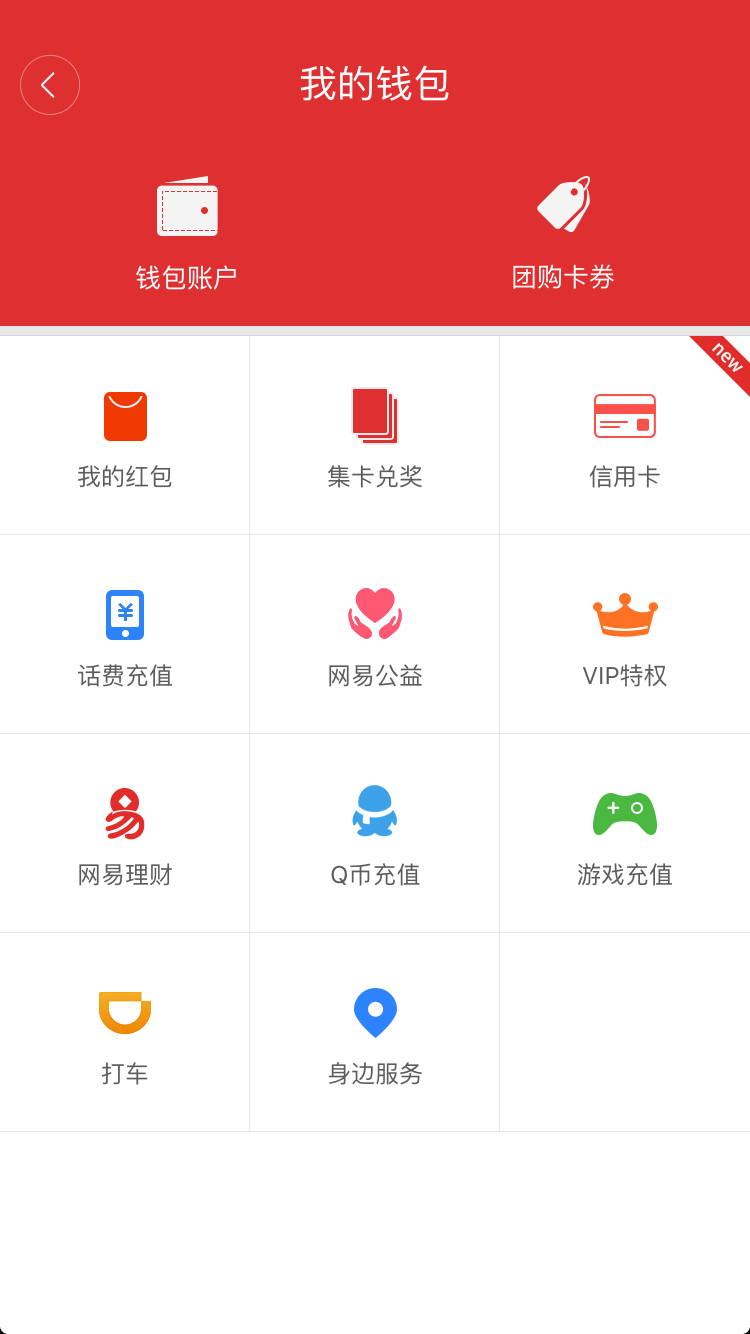 我的钱包
钱包账户
团购卡券
new
我的红包
集卡兑奖
信用卡
¥
话费充值
网易公益
VIP特权
网易理财
Q币充值
游戏充值
打车
身边服务